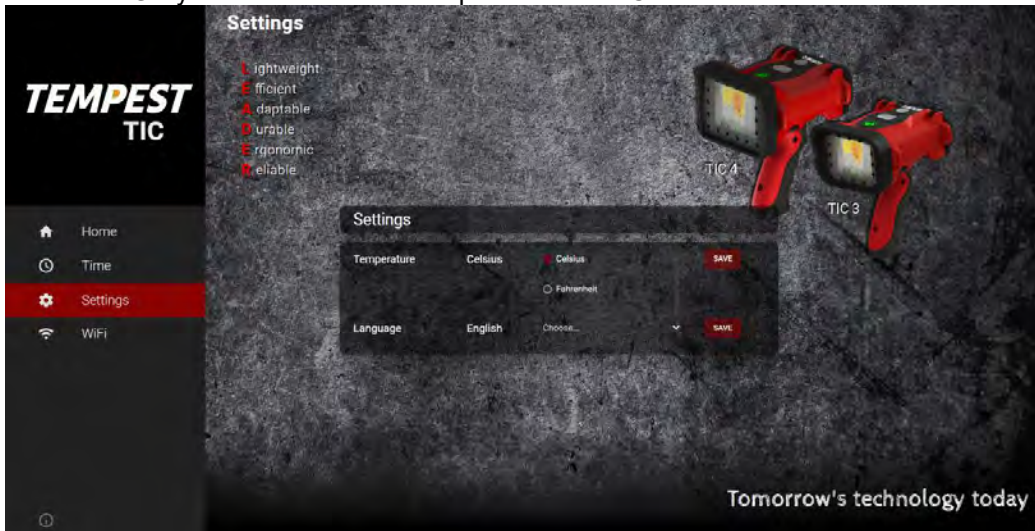 Settings
Lightweight
Efficient
Adaptable
Durable
Ergonomic
Reliable
TEMPEST
TIC
TIC 4
TIC 3
Home
Time
Settings
WiFi
Settings
Temperature Celsius Celsius SAVE
Fahrenheit
Language English Choose... SAVE
Tomorrow's technology today